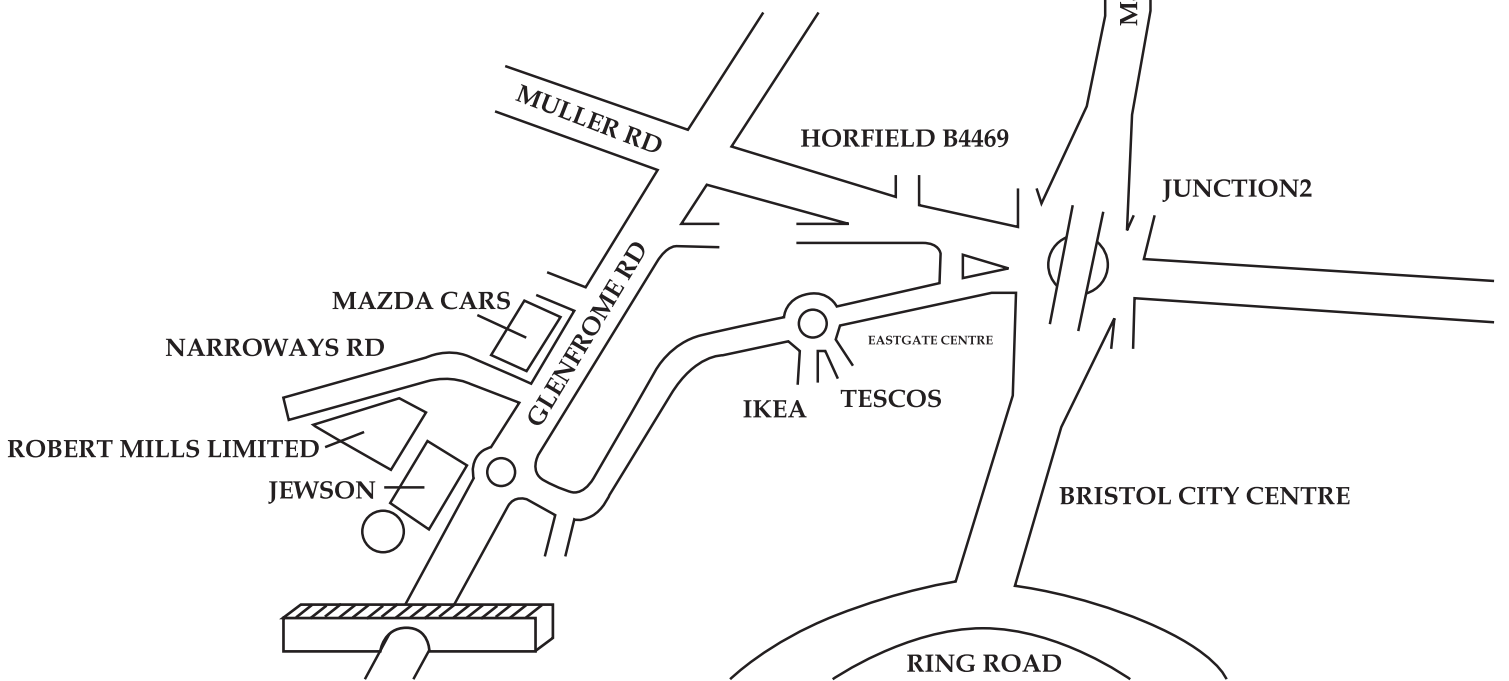 MULLER RD
HORFIELD B4469
JUNCTION2
MAZDA CARS
GLENFROME RD
NARROWAYS RD
EASTGATE CENTRE
IKEA
TESCOS
ROBERT MILLS LIMITED
JEWSON
BRISTOL CITY CENTRE
RING ROAD